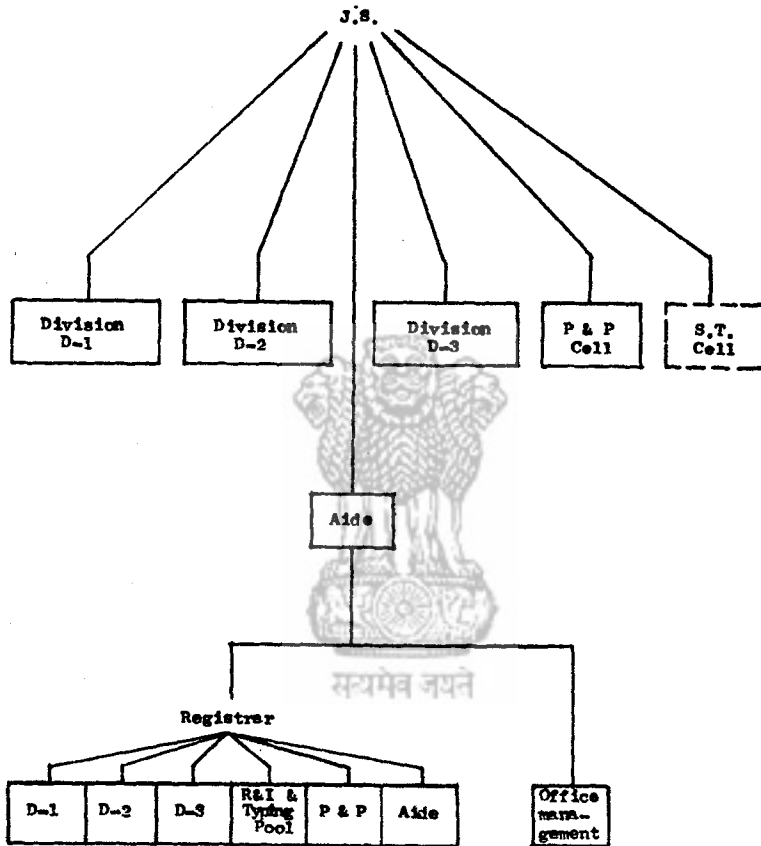 J.S.
Division
D-1
Division
D-2
Division
D-3
P & P
Cell
S.T.
Cell
Aide
सत्यमेव जयते
Registrar
D-1
D-2
D-3
R&I &
Typing
Pool
P & P
Aide
Office
mana-
gement